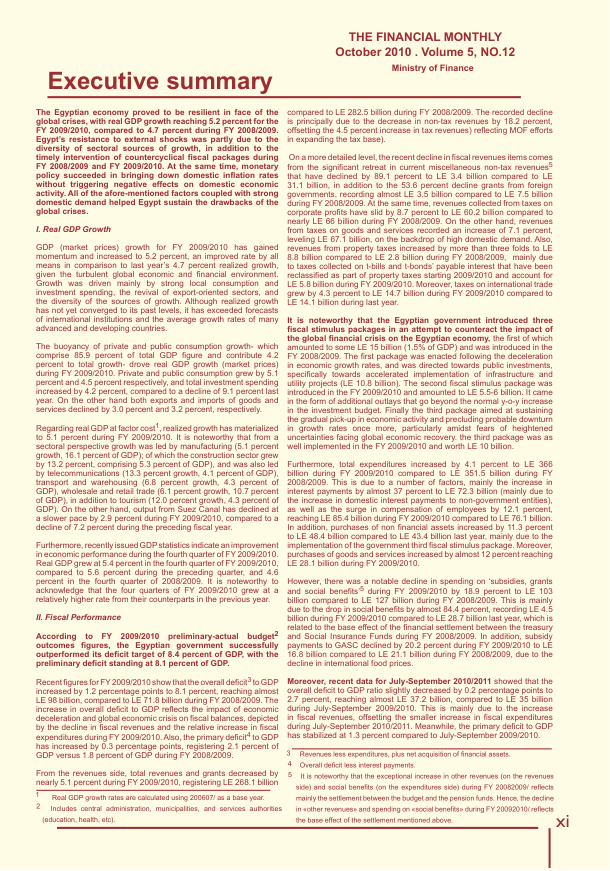 THE FINANCIAL MONTHLY
October 2010 . Volume 5, NO.12
Ministry of Finance
Executive summary
The Egyptian economy proved to be resilient in face of the
global crises, with real GDP growth reaching 5.2 percent for the
FY 2009/2010, compared to 4.7 percent during FY 2008/2009.
Egypt's resistance to external shocks was partly due to the
diversity of sectoral sources of growth, in addition to the
timely intervention of countercyclical fiscal packages during
FY 2008/2009 and FY 2009/2010. At the same time, monetary
policy succeeded in bringing down domestic inflation rates
without triggering negative effects on domestic economic
activity. All of the afore-mentioned factors coupled with strong
domestic demand helped Egypt sustain the drawbacks of the
global crises.
I. Real GDP Growth
GDP (market prices) growth for FY 2009/2010 has gained
momentum and increased to 5.2 percent, an improved rate by all
means in comparison to last year's 4.7 percent realized growth,
given the turbulent global economic and financial environment.
Growth was driven mainly by strong local consumption and
investment spending, the revival of export-oriented sectors, and
the diversity of the sources of growth. Although realized growth
has not yet converged to its past levels, it has exceeded forecasts
of international institutions and the average growth rates of many
advanced and developing countries.
The buoyancy of private and public consumption growth- which
comprise 85.9 percent of total GDP figure and contribute 4.2
percent to total growth- drove real GDP growth (market prices)
during FY 2009/2010. Private and public consumption grew by 5.1
percent and 4.5 percent respectively, and total investment spending
increased by 4.2 percent, compared to a decline of 9.1 percent last
year. On the other hand both exports and imports of goods and
services declined by 3.0 percent and 3.2 percent, respectively.
Regarding real GDP at factor cost1, realized growth has materialized
to 5.1 percent during FY 2009/2010. It is noteworthy that from a
sectoral perspective growth was led by manufacturing (5.1 percent
growth, 16.1 percent of GDP); of which the construction sector grew
by 13.2 percent, comprising 5.3 percent of GDP), and was also led
by telecommunications (13.3 percent growth, 4.1 percent of GDP),
transport and warehousing (6.8 percent growth, 4.3 percent of
GDP), wholesale and retail trade (6.1 percent growth, 10.7 percent
of GDP), in addition to tourism (12.0 percent growth, 4.3 percent of
GDP). On the other hand, output from Suez Canal has declined at
a slower pace by 2.9 percent during FY 2009/2010, compared to a
decline of 7.2 percent during the preceding fiscal year.
Furthermore, recently issued GDP statistics indicate an improvement
in economic performance during the fourth quarter of FY 2009/2010.
Real GDP grew at 5.4 percent in the fourth quarter of FY 2009/2010,
compared to 5.6 percent during the preceding quarter, and 4.6
percent in the fourth quarter of 2008/2009. It is noteworthy to
acknowledge that the four quarters of FY 2009/2010 grew at a
relatively higher rate from their counterparts in the previous year.
II. Fiscal Performance
According to FY 2009/2010 preliminary-actual budget2
outcomes figures, the Egyptian government successfully
outperformed its deficit target of 8.4 percent of GDP, with the
preliminary deficit standing at 8.1 percent of GDP.
Recent figures for FY 2009/2010 show that the overall deficit3 to GDP
increased by 1.2 percentage points to 8.1 percent, reaching almost
LE 98 billion, compared to LE 71.8 billion during FY 2008/2009. The
increase in overall deficit to GDP reflects the impact of economic
deceleration and global economic crisis on fiscal balances, depicted
by the decline in fiscal revenues and the relative increase in fiscal
expenditures during FY 2009/2010. Also, the primary deficit4 to GDP
has increased by 0.3 percentage points, registering 2.1 percent of
GDP versus 1.8 percent of GDP during FY 2008/2009.
From the revenues side, total revenues and grants decreased by
nearly 5.1 percent during FY 2009/2010, registering LE 268.1 billion
1 Real GDP growth rates are calculated using 200607/ as a base year.
2 Includes central administration, municipalities, and services authorities
(education, health, etc).
compared to LE 282.5 billion during FY 2008/2009. The recorded decline
is principally due to the decrease in non-tax revenues by 18.2 percent,
offsetting the 4.5 percent increase in tax revenues) reflecting MOF efforts
in expanding the tax base).
On a more detailed level, the recent decline in fiscal revenues items comes
from the significant retreat in current miscellaneous non-tax revenues5
that have declined by 89.1 percent to LE 3.4 billion compared to LE
31.1 billion, in addition to the 53.6 percent decline grants from foreign
governments, recording almost LE 3.5 billion compared to LE 7.5 billion
during FY 2008/2009. At the same time, revenues collected from taxes on
corporate profits have slid by 8.7 percent to LE 60.2 billion compared to
nearly LE 66 billion during FY 2008/2009. On the other hand, revenues
from taxes on goods and services recorded an increase of 7.1 percent,
leveling LE 67.1 billion, on the backdrop of high domestic demand. Also,
revenues from property taxes increased by more than three folds to LE
8.8 billion compared to LE 2.8 billion during FY 2008/2009, mainly due
to taxes collected on t-bills and t-bonds' payable interest that have been
reclassified as part of property taxes starting 2009/2010 and account for
LE 5.8 billion during FY 2009/2010. Moreover, taxes on international trade
grew by 4.3 percent to LE 14.7 billion during FY 2009/2010 compared to
LE 14.1 billion during last year.
It is noteworthy that the Egyptian government introduced three
fiscal stimulus packages in an attempt to counteract the impact of
the global financial crisis on the Egyptian economy, the first of which
amounted to some LE 15 billion (1.5% of GDP) and was introduced in the
FY 2008/2009. The first package was enacted following the deceleration
in economic growth rates, and was directed towards public investments,
specifically towards accelerated implementation of infrastructure and
utility projects (LE 10.8 billion). The second fiscal stimulus package was
introduced in the FY 2009/2010 and amounted to LE 5.5-6 billion. It came
in the form of additional outlays that go beyond the normal y-o-y increase
in the investment budget. Finally the third package aimed at sustaining
the gradual pick-up in economic activity and precluding probable downturn
in growth rates once more, particularly amidst fears of heightened
uncertainties facing global economic recovery. the third package was as
well implemented in the FY 2009/2010 and worth LE 10 billion.
Furthermore, total expenditures increased by 4.1 percent to LE 366
billion during FY 2009/2010 compared to LE 351.5 billion during FY
2008/2009. This is due to a number of factors, mainly the increase in
interest payments by almost 37 percent to LE 72.3 billion (mainly due to
the increase in domestic interest payments to non-government entities),
as well as the surge in compensation of employees by 12.1 percent,
reaching LE 85.4 billion during FY 2009/2010 compared to LE 76.1 billion.
In addition, purchases of non financial assets increased by 11.3 percent
to LE 48.4 billion compared to LE 43.4 billion last year, mainly due to the
implementation of the government third fiscal stimulus package. Moreover,
purchases of goods and services increased by almost 12 percent reaching
LE 28.1 billion during FY 2009/2010.
However, there was a notable decline in spending on 'subsidies, grants
and social benefits'5 during FY 2009/2010 by 18.9 percent to LE 103
billion compared to LE 127 billion during FY 2008/2009. This is mainly
due to the drop in social benefits by almost 84.4 percent, recording LE 4.5
billion during FY 2009/2010 compared to LE 28.7 billion last year, which is
related to the base effect of the financial settlement between the treasury
and Social Insurance Funds during FY 2008/2009. In addition, subsidy
payments to GASC declined by 20.2 percent during FY 2009/2010 to LE
16.8 billion compared to LE 21.1 billion during FY 2008/2009, due to the
decline in international food prices.
Moreover, recent data for July-September 2010/2011 showed that the
overall deficit to GDP ratio slightly decreased by 0.2 percentage points to
2.7 percent, reaching almost LE 37.2 billion, compared to LE 35 billion
during July-September 2009/2010. This is mainly due to the increase
in fiscal revenues, offsetting the smaller increase in fiscal expenditures
during July-September 2010/2011. Meanwhile, the primary deficit to GDP
has stabilized at 1.3 percent compared to July-September 2009/2010.
3 Revenues less expenditures, plus net acquisition of financial assets.
4 Overall deficit less interest payments.
5 It is noteworthy that the exceptional increase in other revenues (on the revenues
side) and social benefits (on the expenditures side) during FY 20082009/ reflects
mainly the settlement between the budget and the pension funds. Hence, the decline
in «other revenues» and spending on «social benefits» during FY 20092010/ reflects
the base effect of the settlement mentioned above.
xi